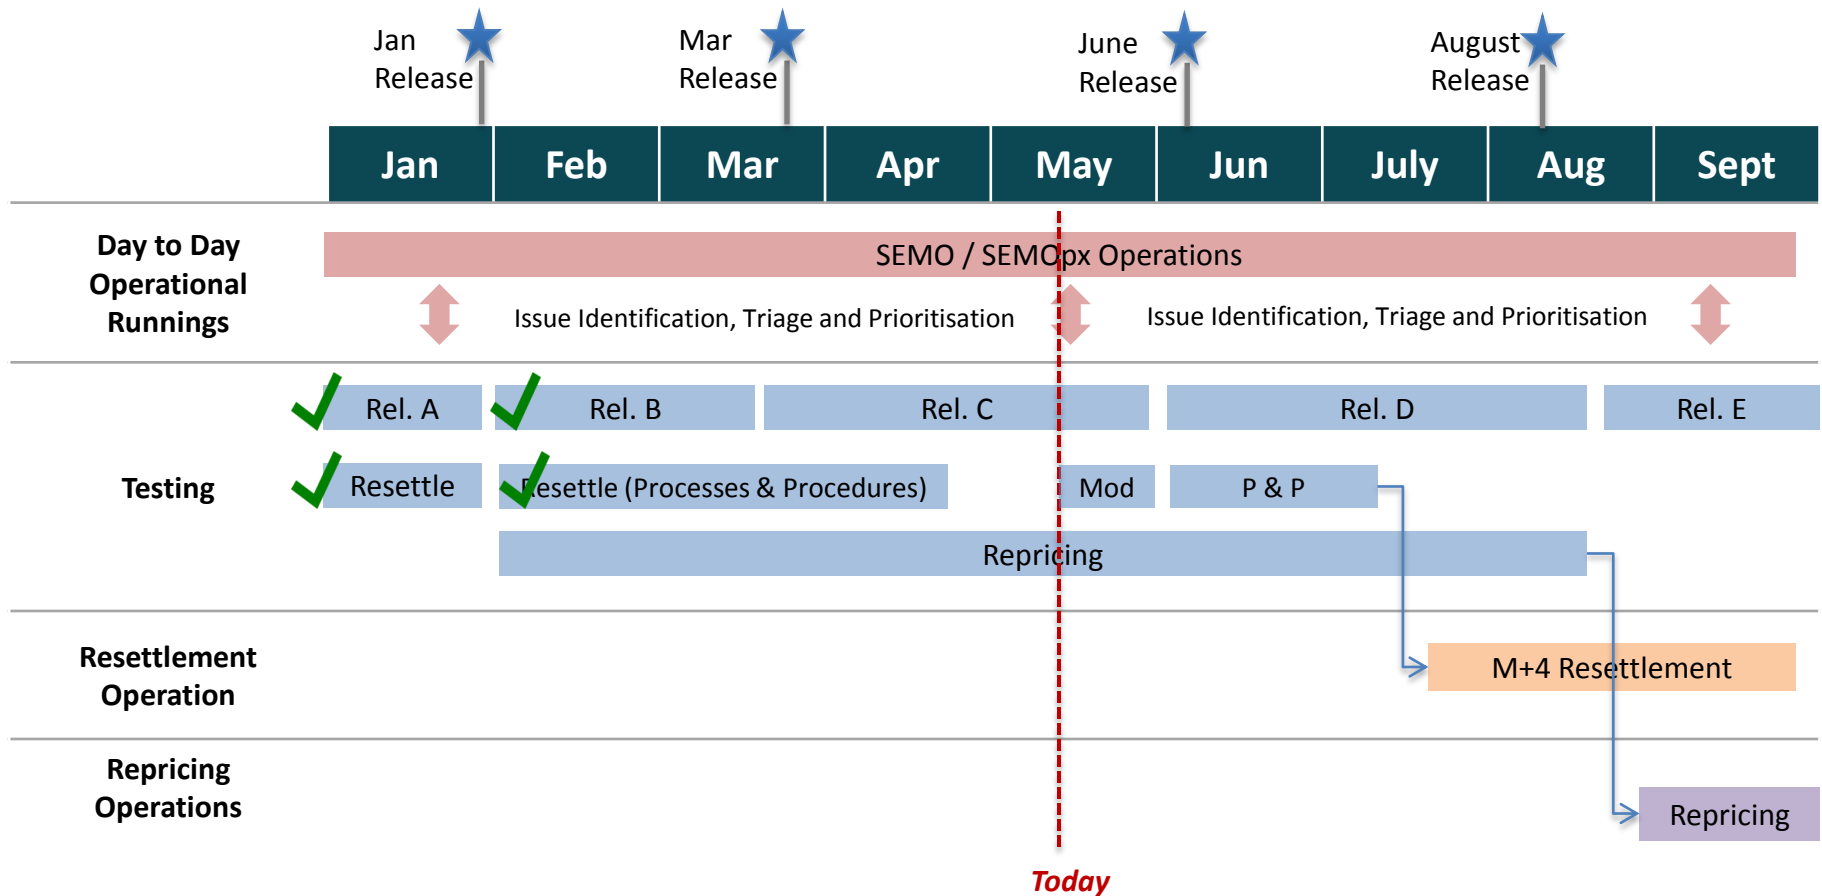 Jan
Release
Mar
Release
June
Release
August
Release
Jan Feb Mar Apr May Jun July Aug Sept
Day to Day
Operational
Runnings
SEMO / SEMOpx Operations
Issue Identification, Triage and Prioritisation
Issue Identification, Triage and Prioritisation
Testing
Rel. A Rel. B Rel. C Rel. D Rel. E
Resettle Resettle (Processes & Procedures) Mod P & P
Repricing
Resettlement
Operation
M+4 Resettlement
Repricing
Operations
Repricing
Today